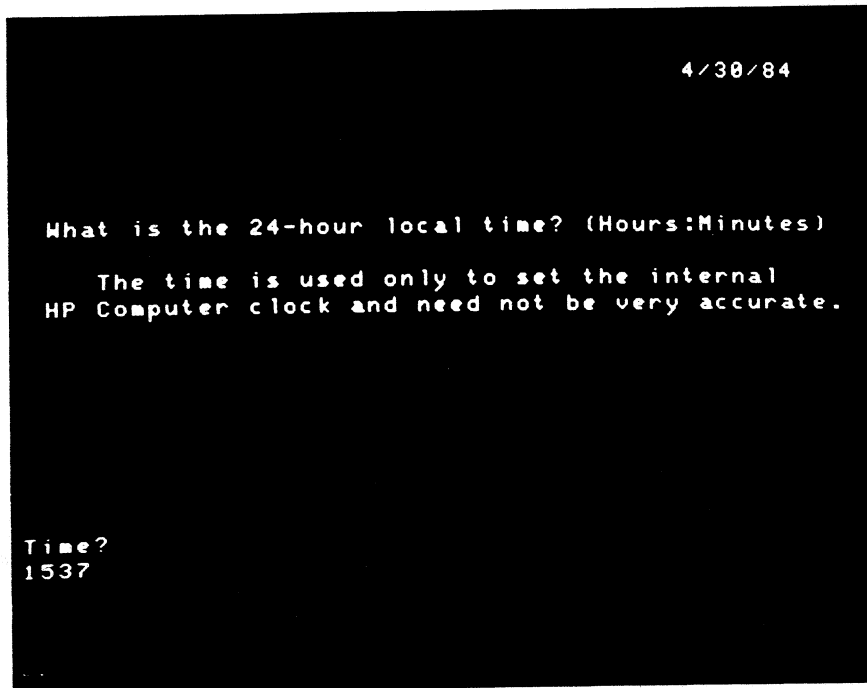 4/30/84
What is the 24-hour local time? (Hours:Minutes)
The time is used only to set the internal
HP Computer clock and need not be very accurate.
Time?
1537